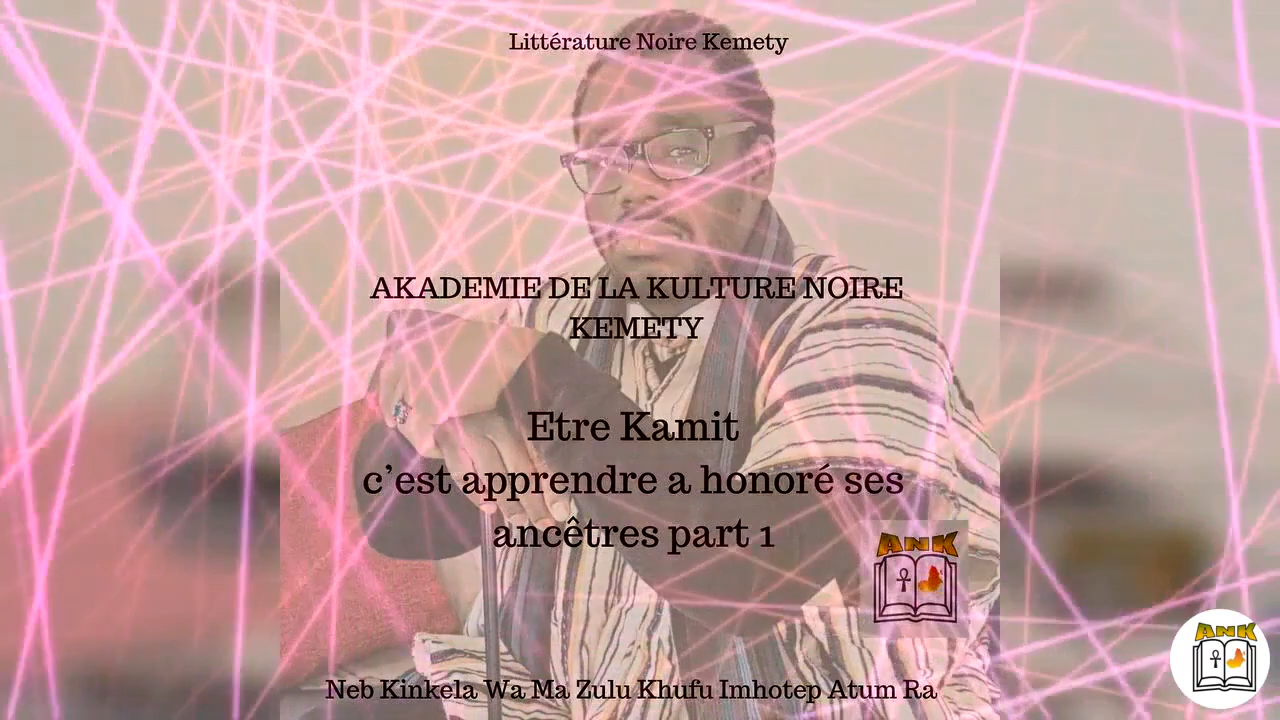 Littérature Noire Kemety
AKADEMIE DE LA KULTURE NOIRE
KEMETY
Etre Kamit
c’est apprendre a honoré ses
ancêtres part 1
ANK
ANK
Neb Kinkela Wa Ma Zulu Khufu Imhotep Atum Ra